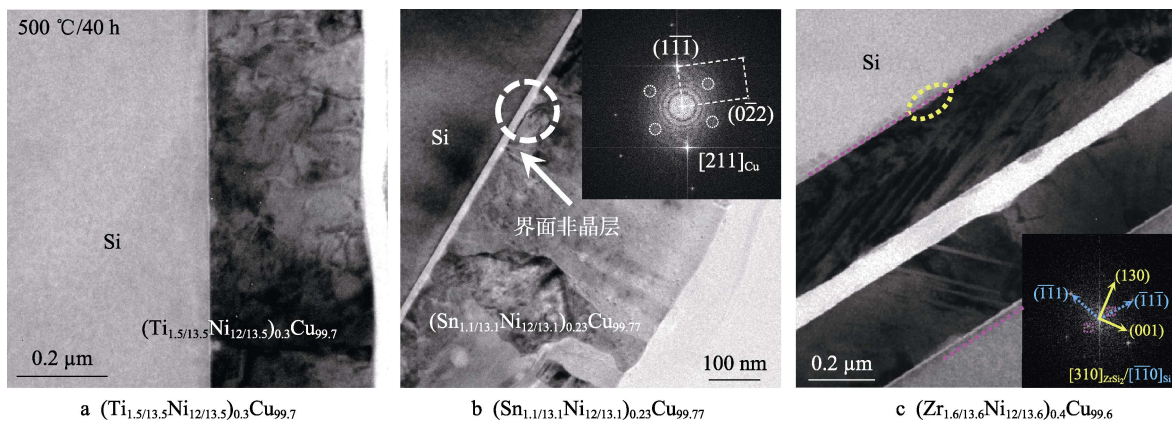 500 ℃/40 h
Si
(Ti₁.₅/₁₃.₅Ni₁₂/₁₃.₅)₀.₃Cu₉₉.₇
0.2 µm
a (Ti₁.₅/₁₃.₅Ni₁₂/₁₃.₅)₀.₃Cu₉₉.₇
(11̅1̅)
(02̅2)
[211]Cu
Si
界面非晶层
(Sn₁.₁/₁₃.₁Ni₁₂/₁₃.₁)₀.₂₃Cu₉₉.₇₇
100 nm
b (Sn₁.₁/₁₃.₁Ni₁₂/₁₃.₁)₀.₂₃Cu₉₉.₇₇
Si
(130)
(1̅1̅1)
(1̅11̅)
(001)
0.2 µm
[310]ZrSi₂/[1̅1̅0]Si
c (Zr₁.₆/₁₃.₆Ni₁₂/₁₃.₆)₀.₄Cu₉₉.₆